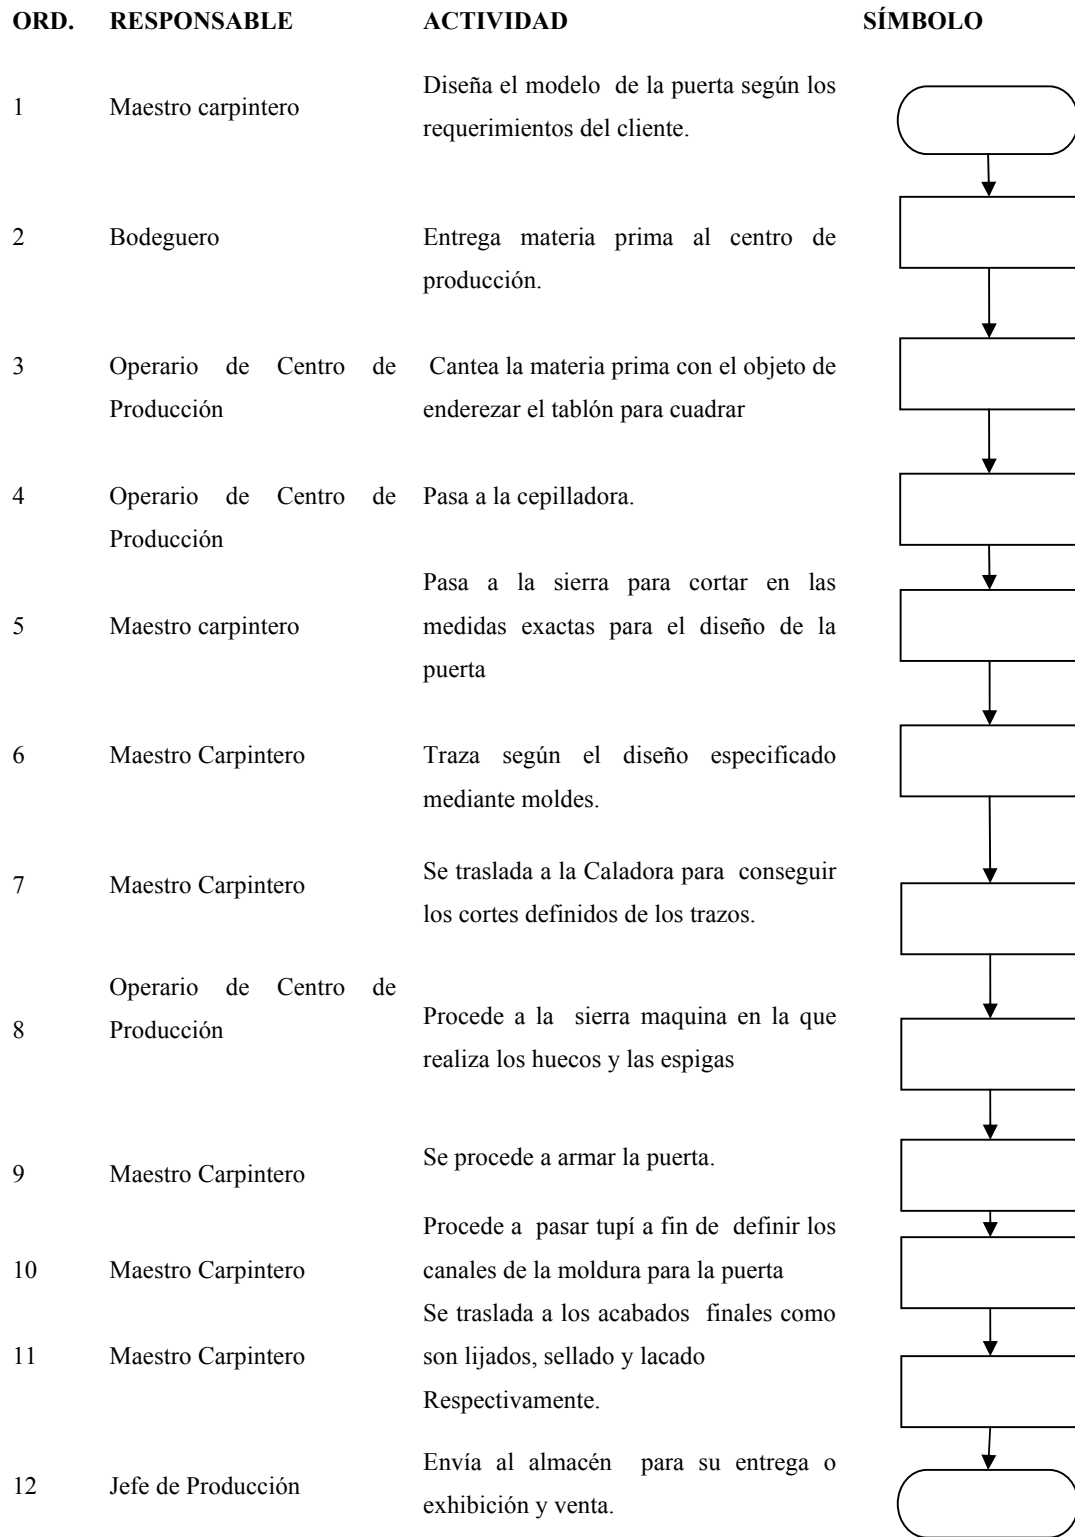 ORD. RESPONSABLE ACTIVIDAD SÍMBOLO
1 Maestro carpintero Diseña el modelo de la puerta según los
requerimientos del cliente.
2 Bodeguero Entrega materia prima al centro de
producción.
3 Operario de Centro de Cantea la materia prima con el objeto de
Producción enderezar el tablón para cuadrar
4 Operario de Centro de Pasa a la cepilladora.
Producción
Pasa a la sierra para cortar en las
5 Maestro carpintero medidas exactas para el diseño de la
puerta
6 Maestro Carpintero Traza según el diseño especificado
mediante moldes.
7 Maestro Carpintero Se traslada a la Caladora para conseguir
los cortes definidos de los trazos.
Operario de Centro de
8 Producción Procede a la sierra maquina en la que
realiza los huecos y las espigas
9 Maestro Carpintero Se procede a armar la puerta.
Procede a pasar tupí a fin de definir los
10 Maestro Carpintero canales de la moldura para la puerta
Se traslada a los acabados finales como
11 Maestro Carpintero son lijados, sellado y lacado
Respectivamente.
12 Jefe de Producción Envía al almacén para su entrega o
exhibición y venta.